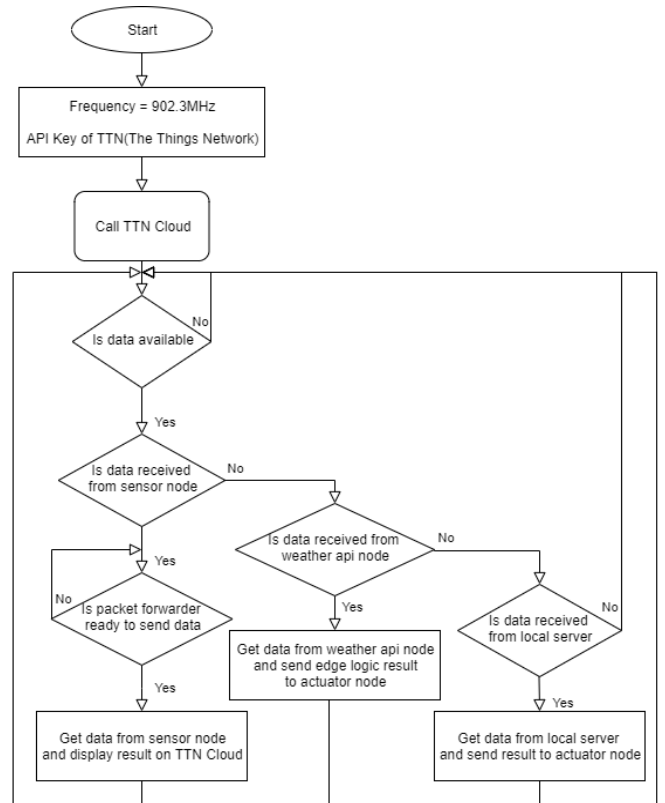 Start
Frequency = 902.3MHz
API Key of TTN(The Things Network)
Call TTN Cloud
Is data available
No
Yes
Is data received
from sensor node
No
Is data received from
weather api node
No
Yes
Is packet forwarder
ready to send data
No
Yes
Is data received
from local server
No
Yes
Get data from weather api node
and send edge logic result
to actuator node
Yes
Get data from sensor node
and display result on TTN Cloud
Yes
Get data from local server
and send result to actuator node